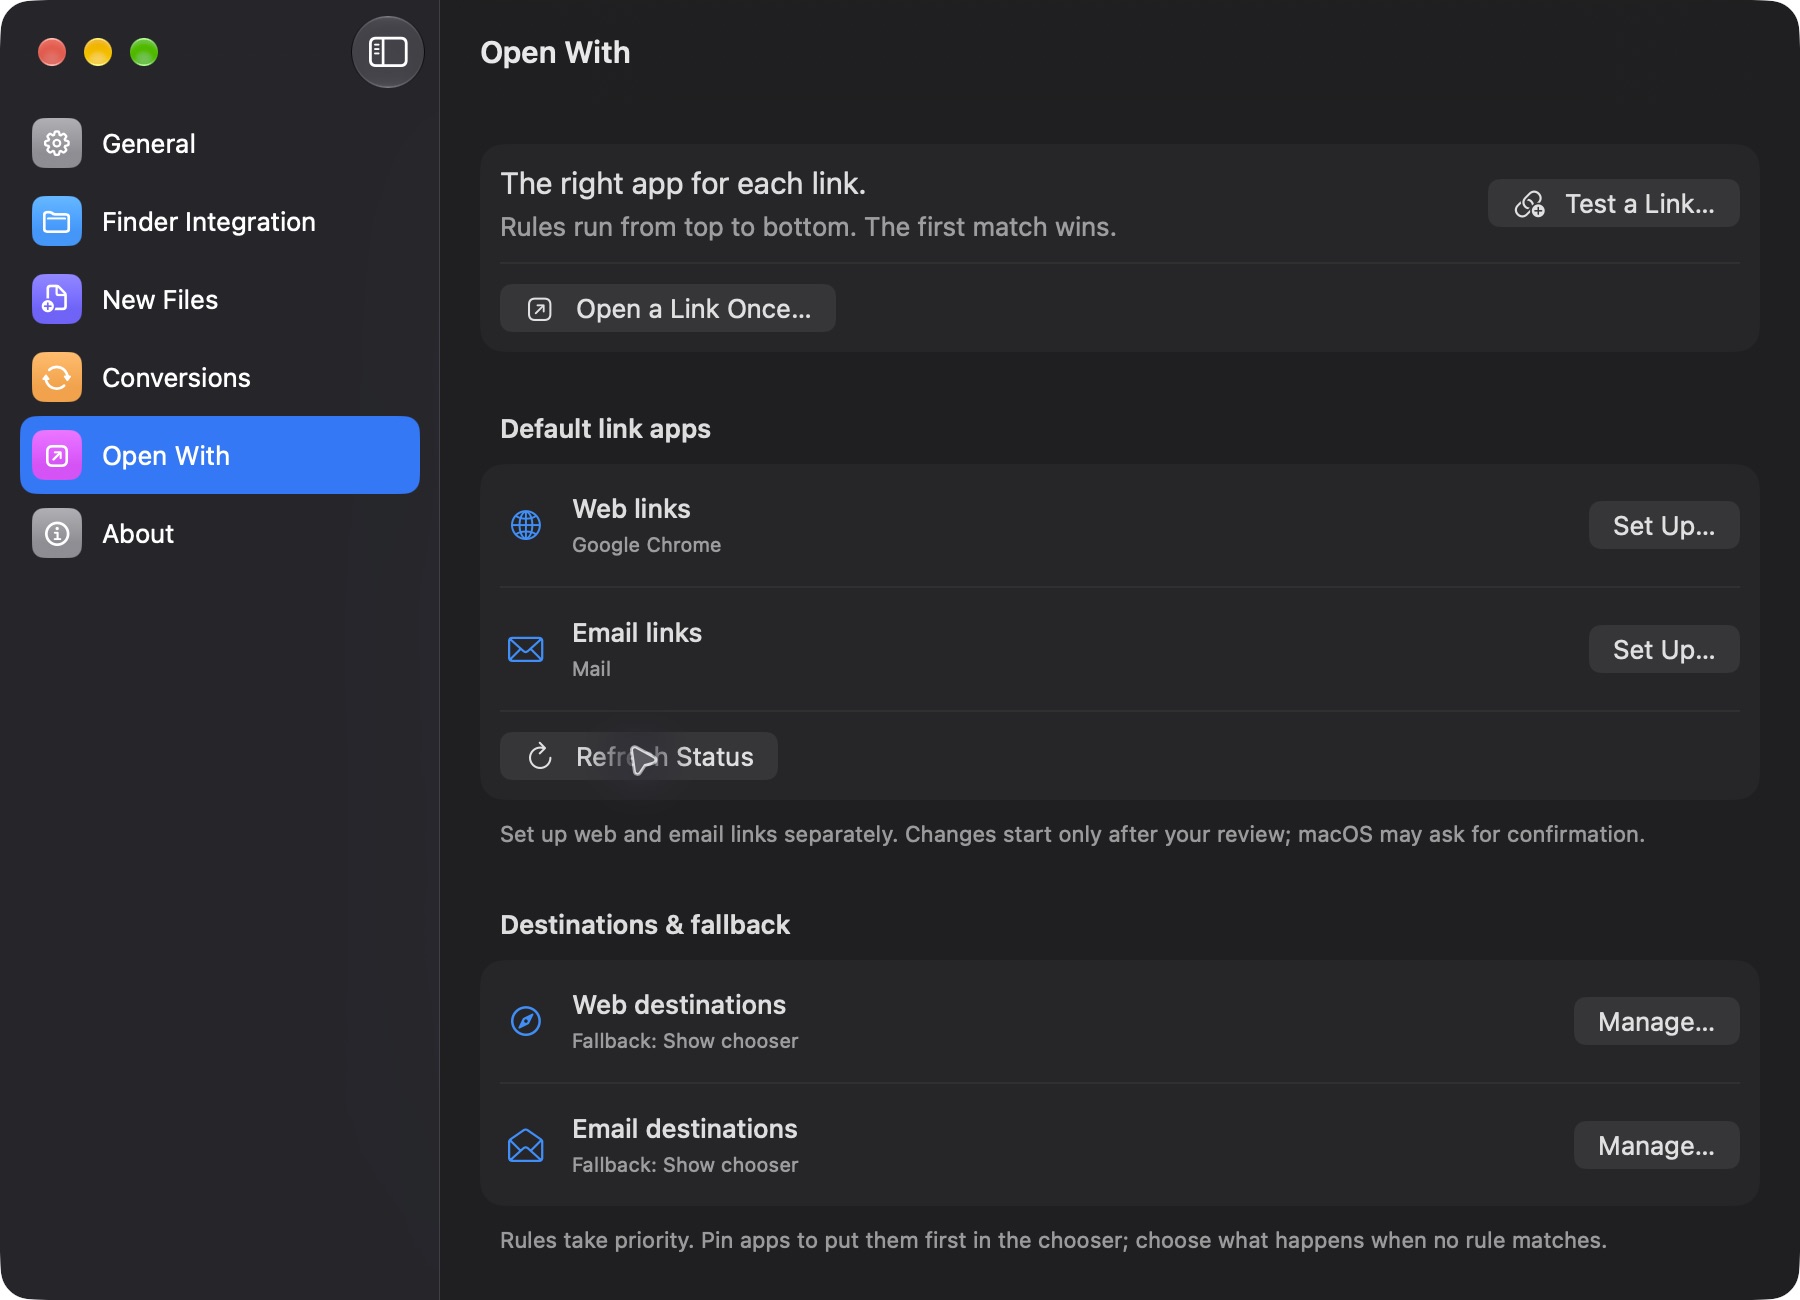 Open With
General
Finder Integration
New Files
Conversions
Open With
About
The right app for each link.
Rules run from top to bottom. The first match wins.
Test a Link...
Open a Link Once...
Default link apps
Web links
Google Chrome
Set Up...
Email links
Mail
Set Up...
Refresh Status
Set up web and email links separately. Changes start only after your review; macOS may ask for confirmation.
Destinations & fallback
Web destinations
Fallback: Show chooser
Manage...
Email destinations
Fallback: Show chooser
Manage...
Rules take priority. Pin apps to put them first in the chooser; choose what happens when no rule matches.